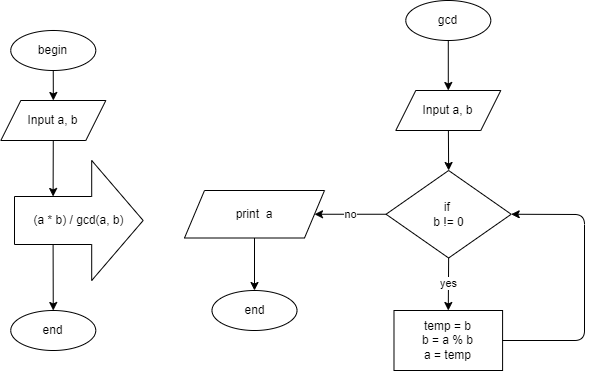 begin
Input a, b
(a * b) / gcd(a, b)
end
gcd
Input a, b
if
b != 0
no
print a
end
yes
temp = b
b = a % b
a = temp